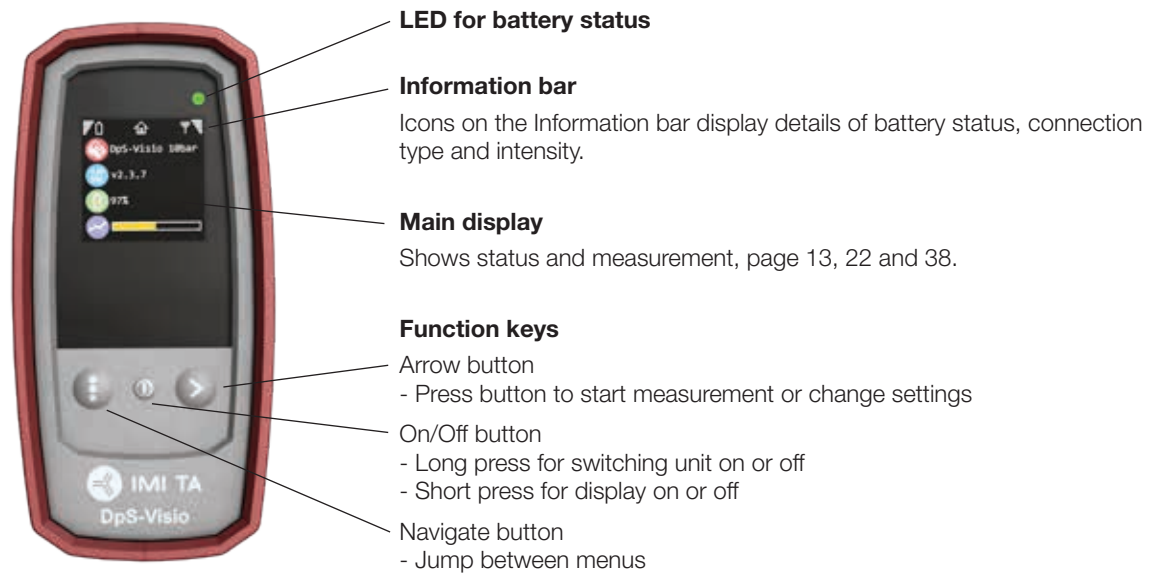 LED for battery status
Information bar
Icons on the Information bar display details of battery status, connection
type and intensity.
Main display
Shows status and measurement, page 13, 22 and 38.
Function keys
Arrow button
- Press button to start measurement or change settings
On/Off button
- Long press for switching unit on or off
- Short press for display on or off
Navigate button
- Jump between menus
DpS-Visio 10bar
v2.3.7
97%
IMI TA
DpS-Visio